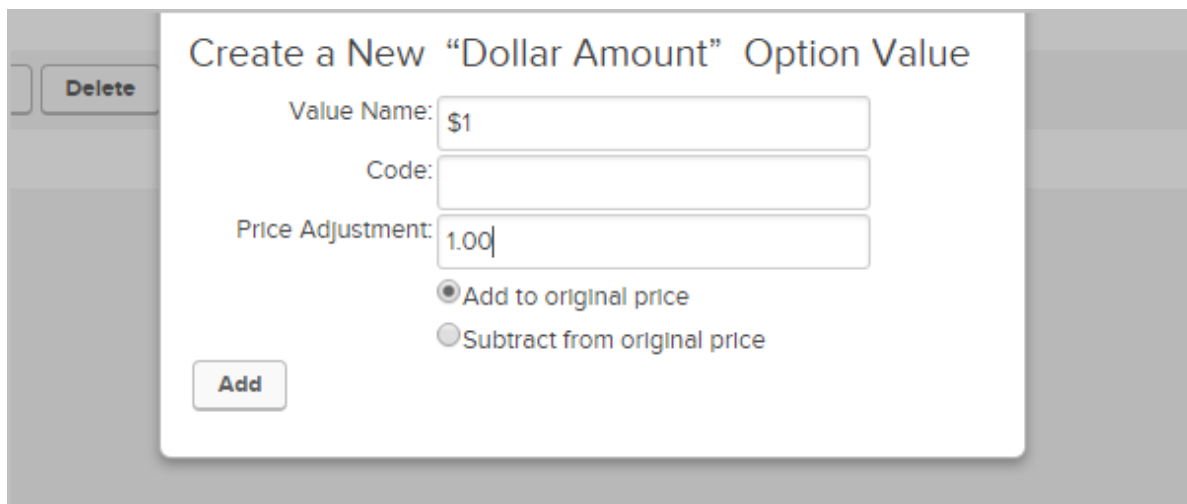 Create a New “Dollar Amount” Option Value
Delete
Value Name: $1
Code:
Price Adjustment: 1.00
Add to original price
Subtract from original price
Add